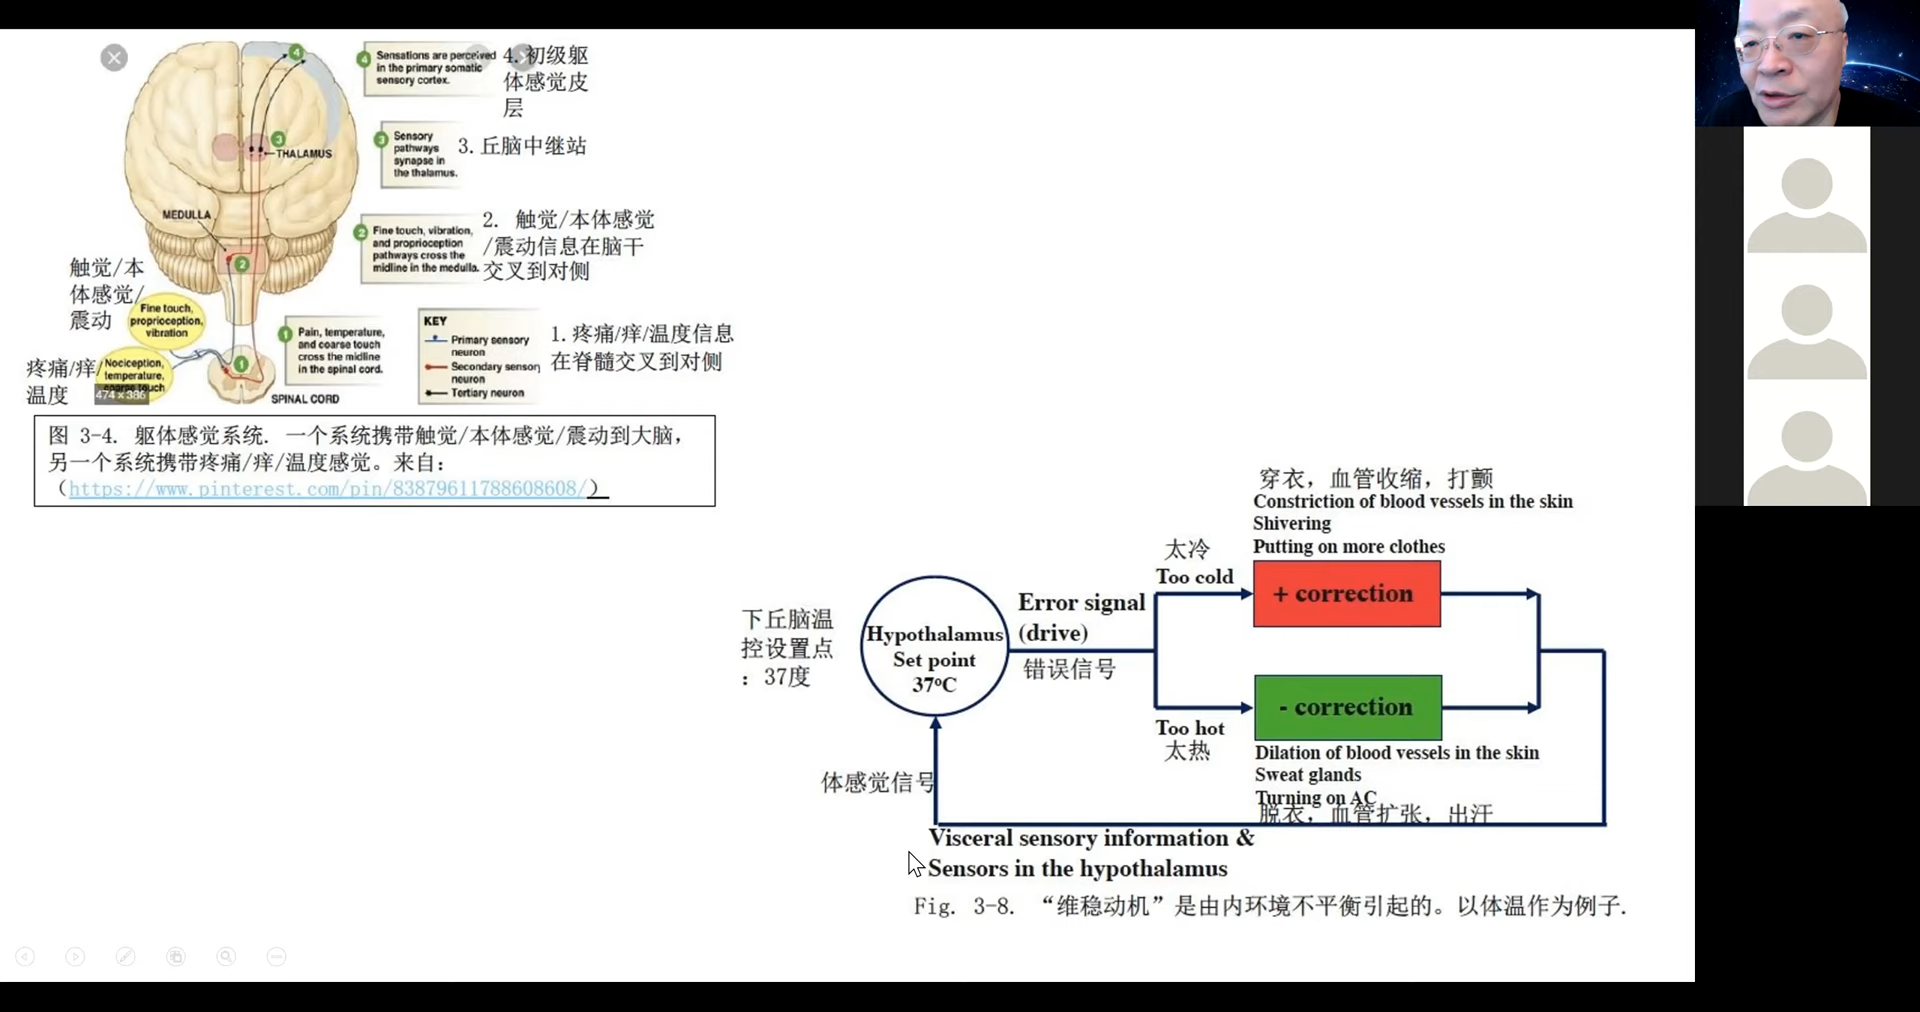 4
Sensations are perceived
in the primary somatic
sensory cortex.
4.初级躯
体感觉皮
层
3
THALAMUS
3
Sensory
pathways
synapse in
the thalamus.
3.丘脑中继站
MEDULLA
2
2
Fine touch, vibration,
and proprioception
pathways cross the
midline in the medulla.
2. 触觉/本体感觉
/震动信息在脑干
交叉到对侧
触觉/本
体感觉/
震动
Fine touch,
proprioception,
vibration
疼痛/痒/
温度
Nociception,
temperature,
coarse touch
474 × 386
1
SPINAL CORD
1
Pain, temperature,
and coarse touch
cross the midline
in the spinal cord.
KEY
Primary sensory
neuron
Secondary sensory
neuron
Tertiary neuron
1.疼痛/痒/温度信息
在脊髓交叉到对侧
图 3-4. 躯体感觉系统. 一个系统携带触觉/本体感觉/震动到大脑，
另一个系统携带疼痛/痒/温度感觉。来自：
（https://www.pinterest.com/pin/83879611788608608/）
下丘脑温
控设置点
：37度
Hypothalamus
Set point
37°C
Error signal
(drive)
错误信号
太冷
Too cold
穿衣，血管收缩，打颤
Constriction of blood vessels in the skin
Shivering
Putting on more clothes
+ correction
- correction
Too hot
太热
Dilation of blood vessels in the skin
Sweat glands
Turning on AC
脱衣，血管扩张，出汗
体感觉信号
Visceral sensory information &
Sensors in the hypothalamus
Fig. 3-8. “维稳动机”是由内环境不平衡引起的。以体温作为例子.